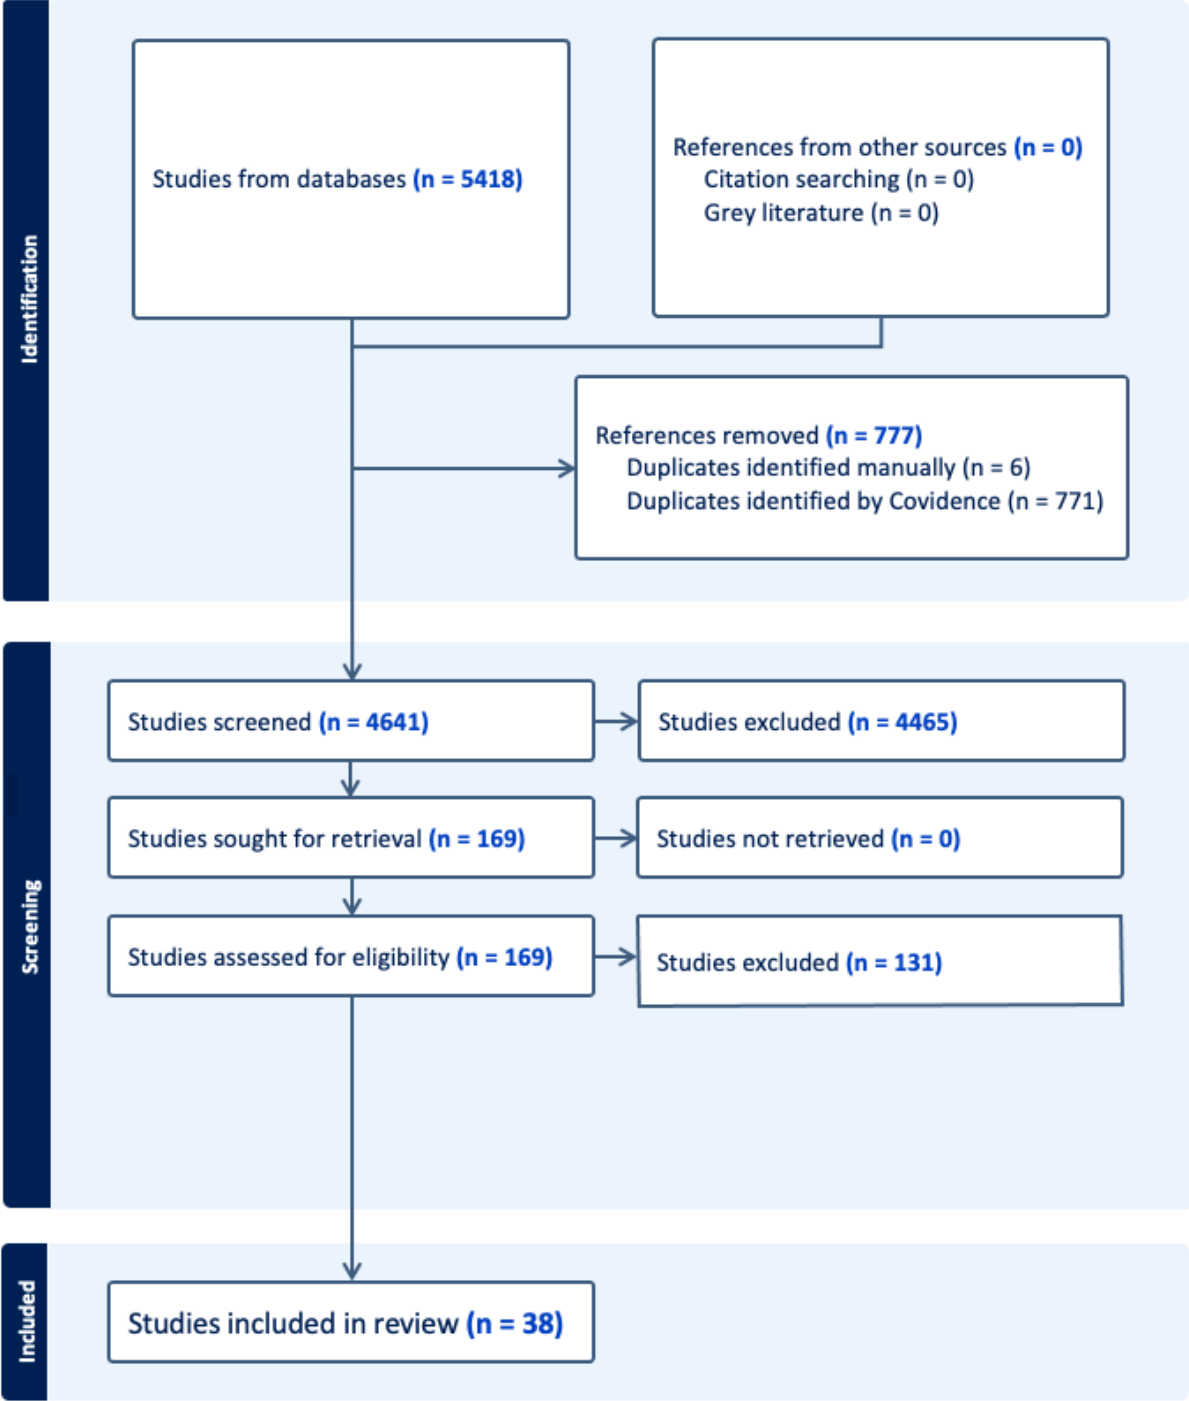 Identification
Studies from databases (n = 5418)
References from other sources (n = 0)
Citation searching (n = 0)
Grey literature (n = 0)
References removed (n = 777)
Duplicates identified manually (n = 6)
Duplicates identified by Covidence (n = 771)
Screening
Studies screened (n = 4641)
Studies excluded (n = 4465)
Studies sought for retrieval (n = 169)
Studies not retrieved (n = 0)
Studies assessed for eligibility (n = 169)
Studies excluded (n = 131)
Included
Studies included in review (n = 38)